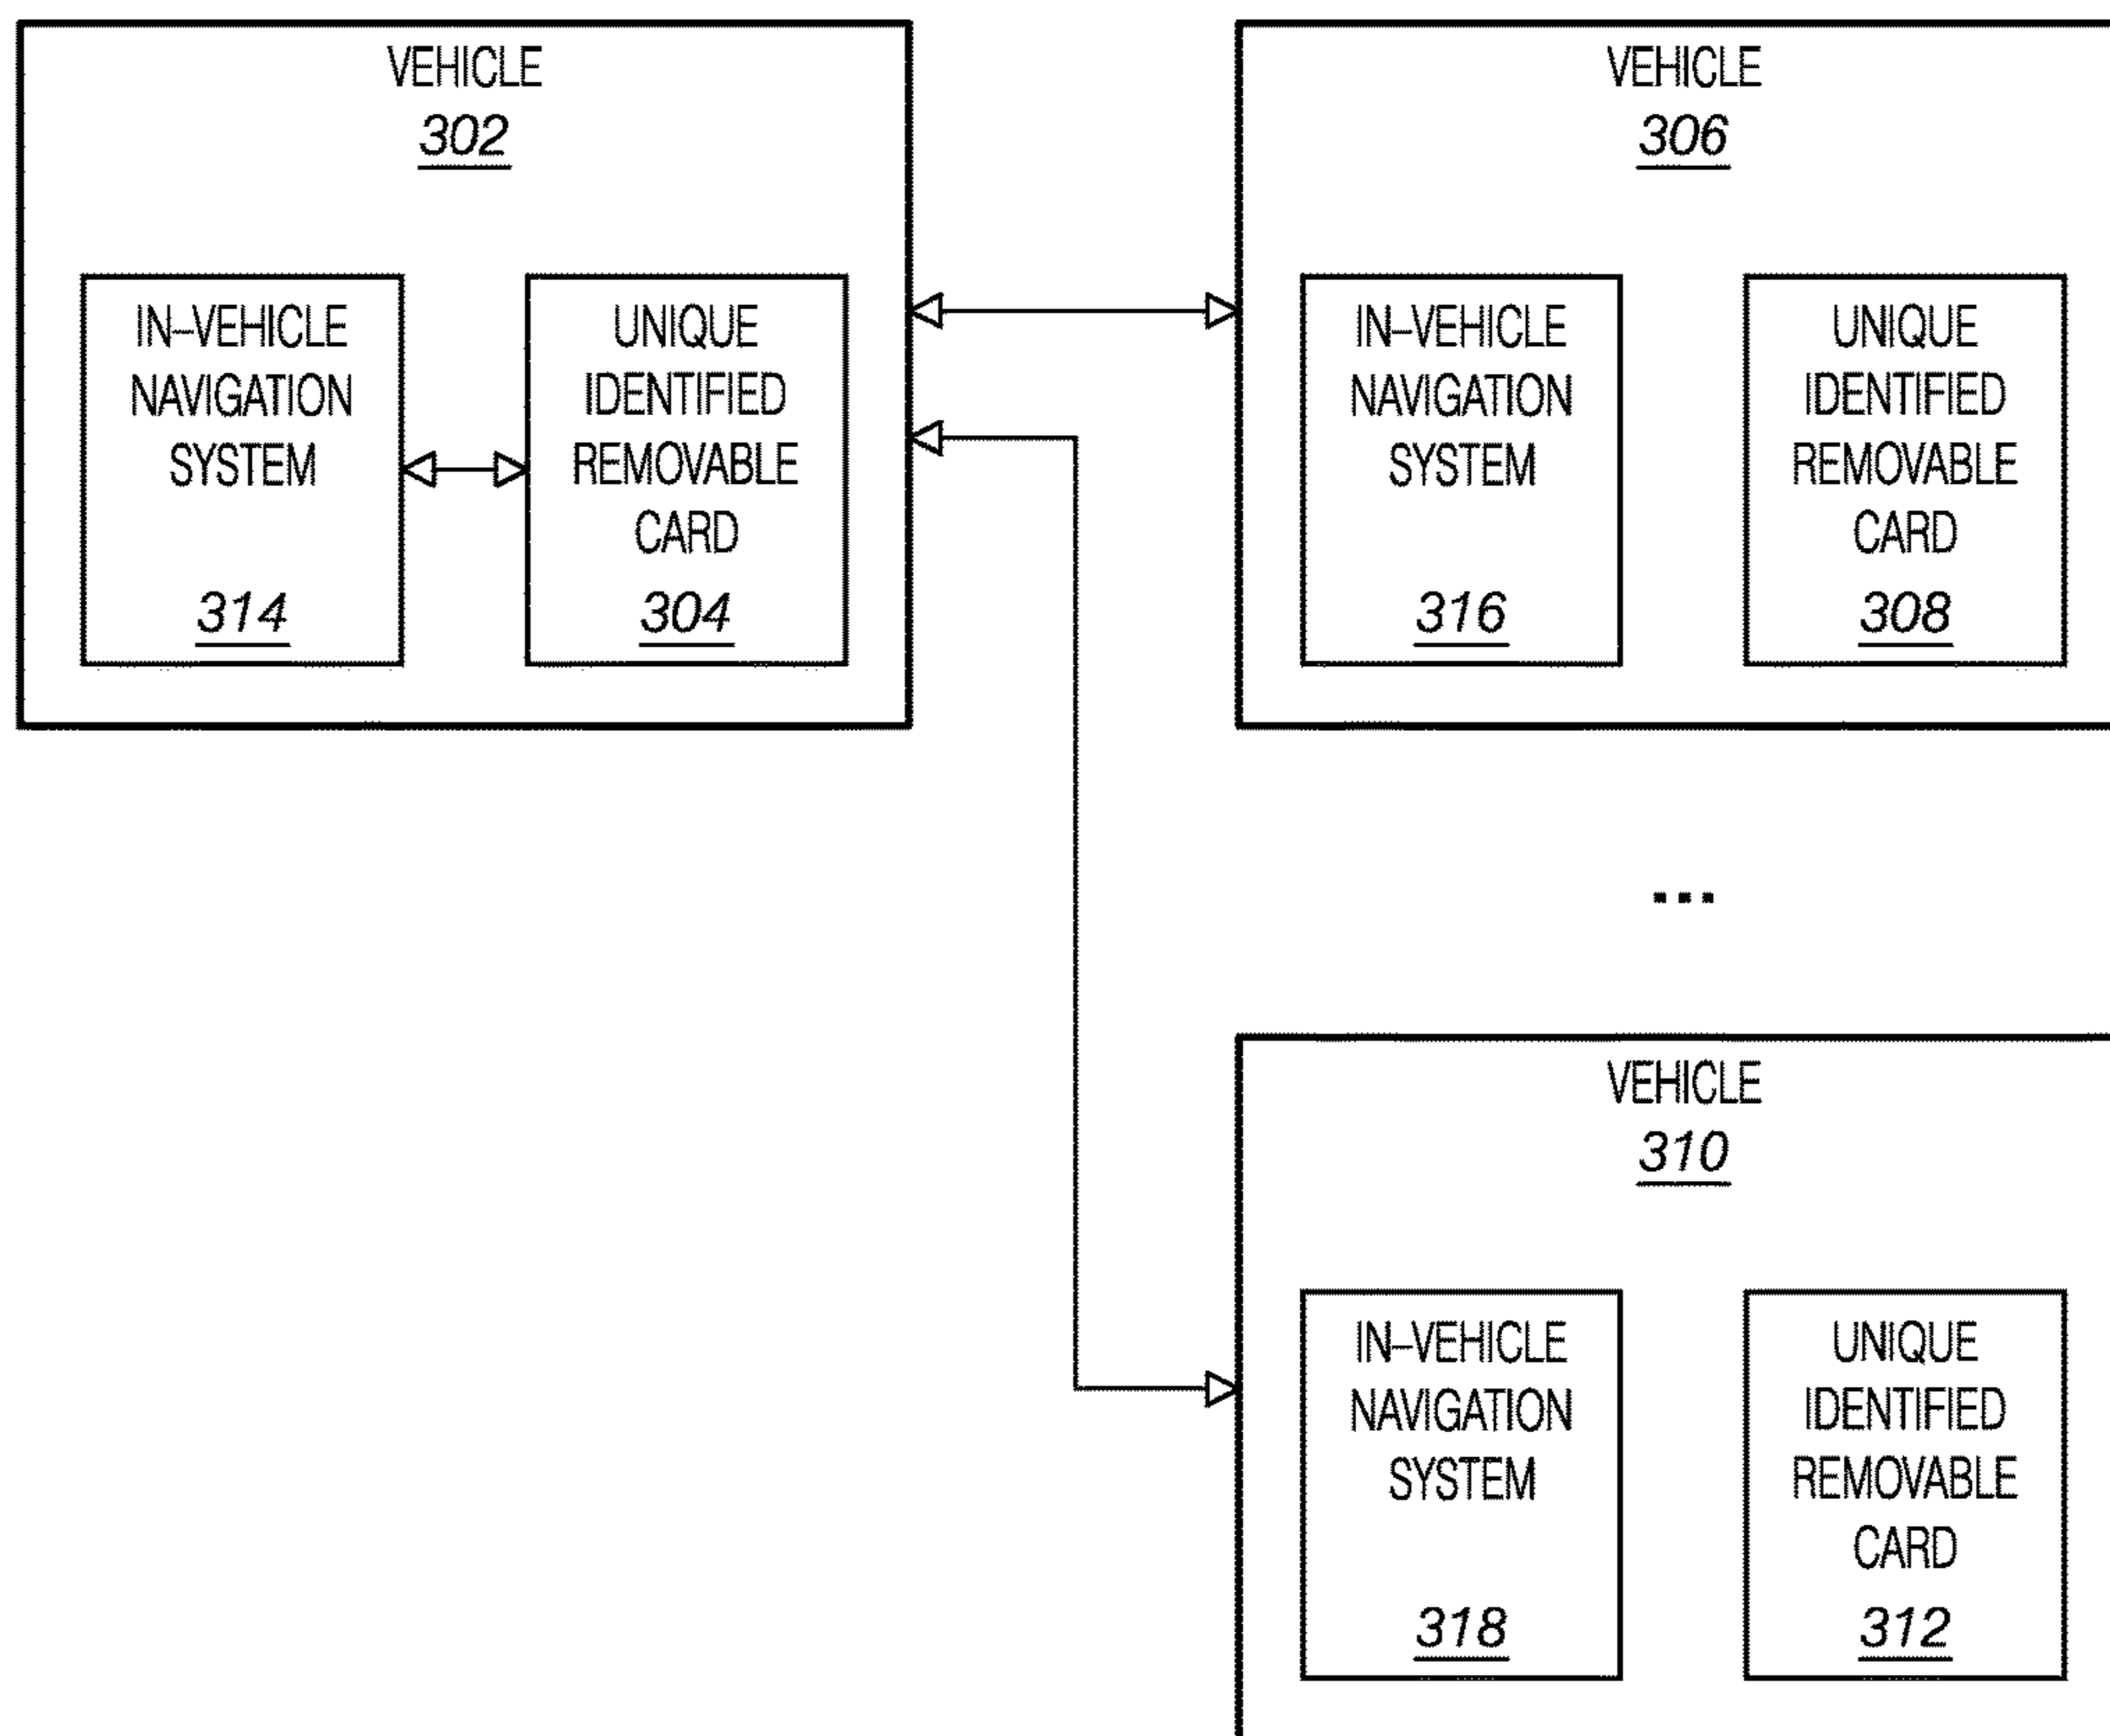 VEHICLE
302
IN-VEHICLE
NAVIGATION
SYSTEM
314
UNIQUE
IDENTIFIED
REMOVABLE
CARD
304
VEHICLE
306
IN-VEHICLE
NAVIGATION
SYSTEM
316
UNIQUE
IDENTIFIED
REMOVABLE
CARD
308
...
VEHICLE
310
IN-VEHICLE
NAVIGATION
SYSTEM
318
UNIQUE
IDENTIFIED
REMOVABLE
CARD
312